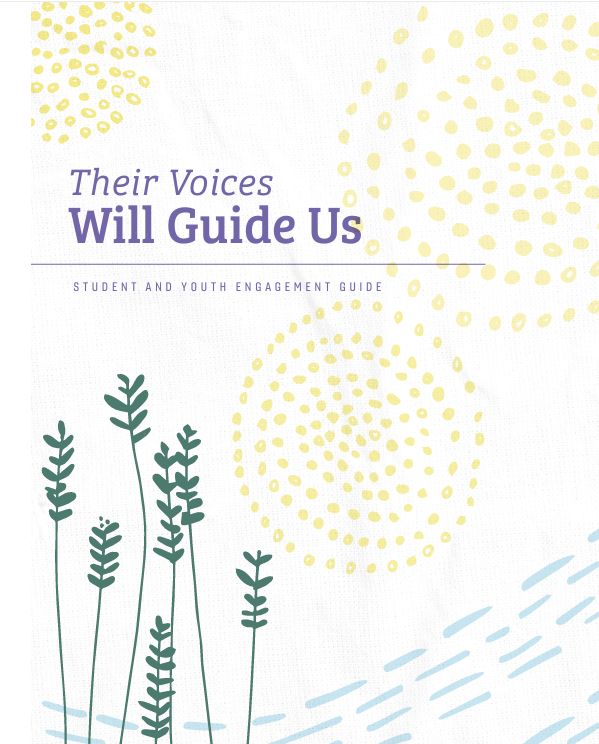 Their Voices
Will Guide Us
STUDENT AND YOUTH ENGAGEMENT GUIDE